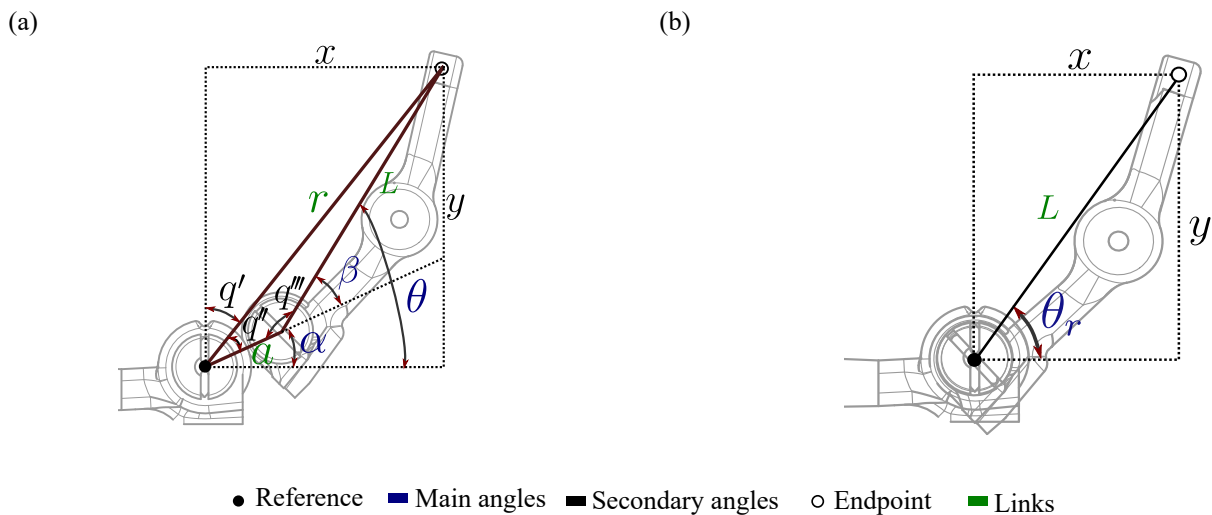 (a)
(b)
x
x
r
L
y
L
y
q′
q″
q‴
β
θ
a
α
θr
Reference
Main angles
Secondary angles
Endpoint
Links